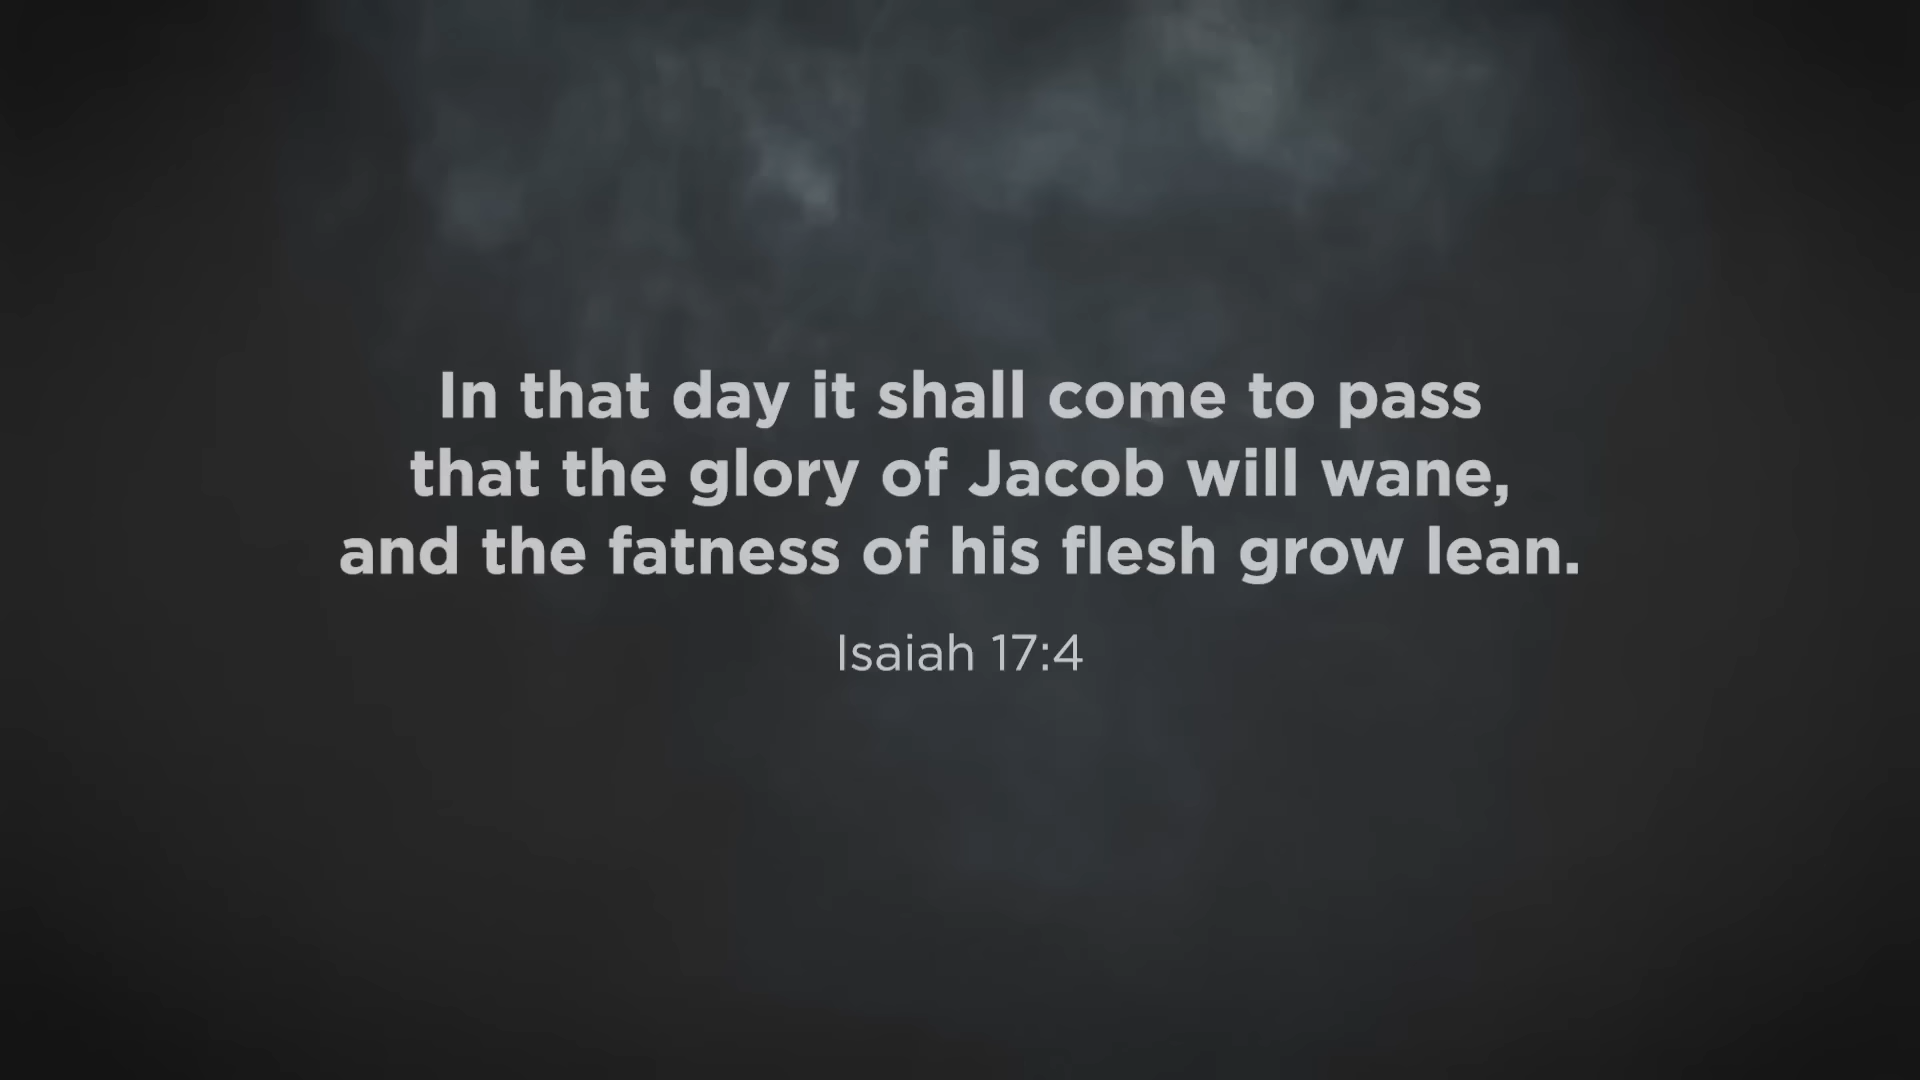 In that day it shall come to pass
that the glory of Jacob will wane,
and the fatness of his flesh grow lean.
Isaiah 17:4